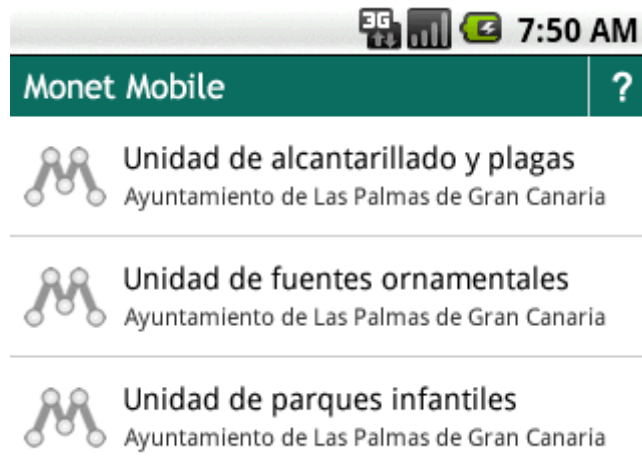 3G 7:50 AM
Monet Mobile ?
Unidad de alcantarillado y plagas
Ayuntamiento de Las Palmas de Gran Canaria
Unidad de fuentes ornamentales
Ayuntamiento de Las Palmas de Gran Canaria
Unidad de parques infantiles
Ayuntamiento de Las Palmas de Gran Canaria